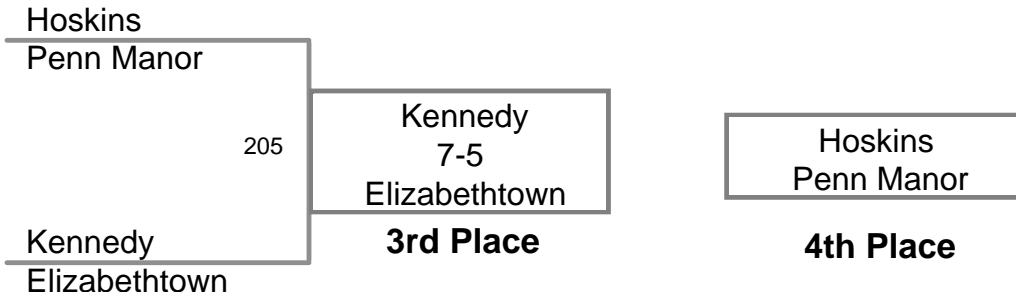 Hoskins
Penn Manor
205
Kennedy
Elizabethtown
Kennedy
7-5
Elizabethtown
3rd Place
Hoskins
Penn Manor
4th Place